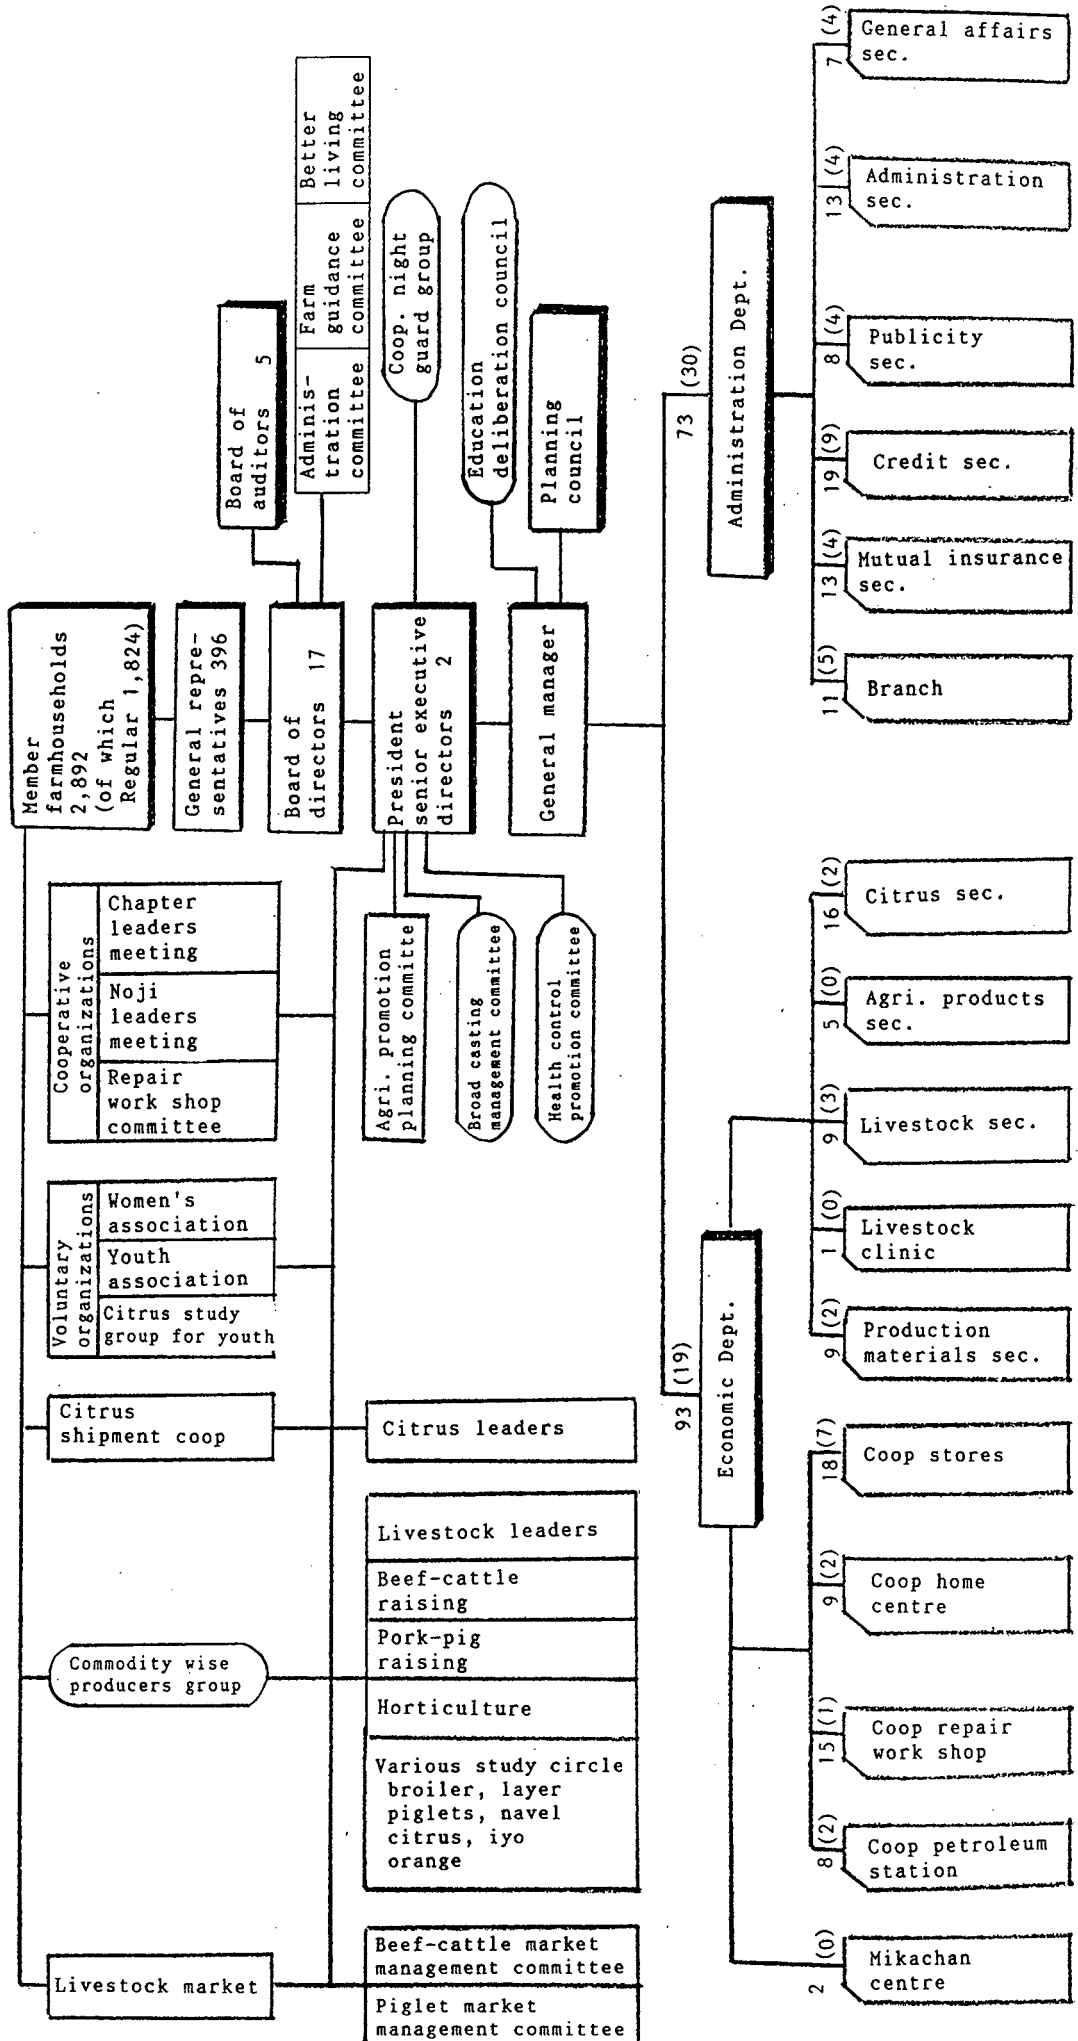 Member
farmhouseholds
2,892
(of which
Regular 1,824)
General repre-
sentatives 396
Board of
directors 17
Board of
auditors 5
Adminis-
tration
committee
Farm
guidance
committee
Better
living
committee
President
senior executive
directors 2
Coop. night
guard group
General manager
Education
deliberation council
Planning
council
Cooperative
organizations
Chapter
leaders
meeting
Noji
leaders
meeting
Repair
work shop
committee
Voluntary
organizations
Women's
association
Youth
association
Citrus study
group for youth
Citrus
shipment coop
Commodity wise
producers group
Livestock market
Agri. promotion
planning committe
Broad casting
management committee
Health control
promotion committee
Citrus leaders
Livestock leaders
Beef-cattle
raising
Pork-pig
raising
Horticulture
Various study circle
broiler, layer
piglets, navel
citrus, iyo
orange
Beef-cattle market
management committee
Piglet market
management committee
93 (19)
Economic Dept.
73 (30)
Administration Dept.
2 (0)
Mikachan
centre
8 (2)
Coop petroleum
station
15 (1)
Coop repair
work shop
9 (2)
Coop home
centre
18 (7)
Coop stores
9 (2)
Production
materials sec.
1 (0)
Livestock
clinic
9 (3)
Livestock sec.
5 (0)
Agri. products
sec.
16 (2)
Citrus sec.
11 (5)
Branch
13 (4)
Mutual insurance
sec.
19 (9)
Credit sec.
8 (4)
Publicity
sec.
13 (4)
Administration
sec.
7 (4)
General affairs
sec.